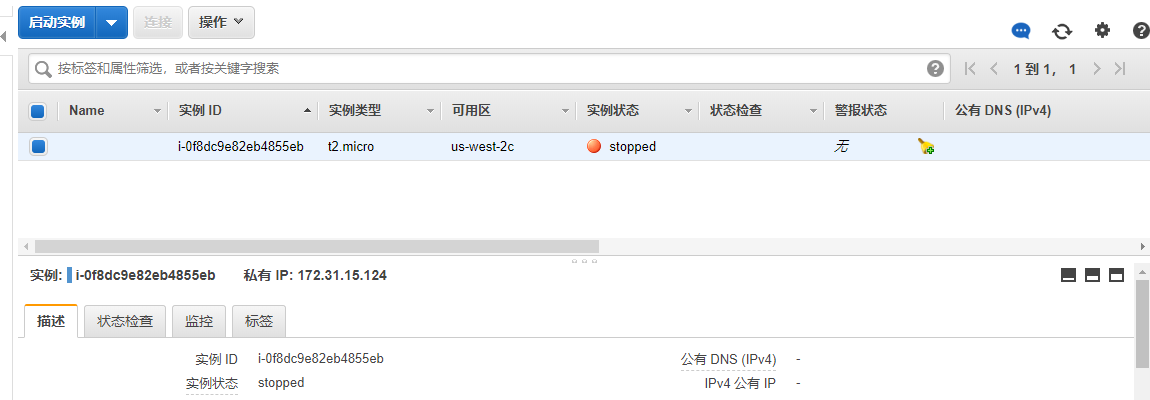 启动实例 连接 操作
按标签和属性筛选，或者按关键字搜索 ? 1 到 1， 1
Name 实例 ID 实例类型 可用区 实例状态 状态检查 警报状态 公有 DNS (IPv4)
i-0f8dc9e82eb4855eb t2.micro us-west-2c stopped 无
实例: i-0f8dc9e82eb4855eb 私有 IP: 172.31.15.124
描述 状态检查 监控 标签
实例 ID i-0f8dc9e82eb4855eb 公有 DNS (IPv4) -
实例状态 stopped IPv4 公有 IP -